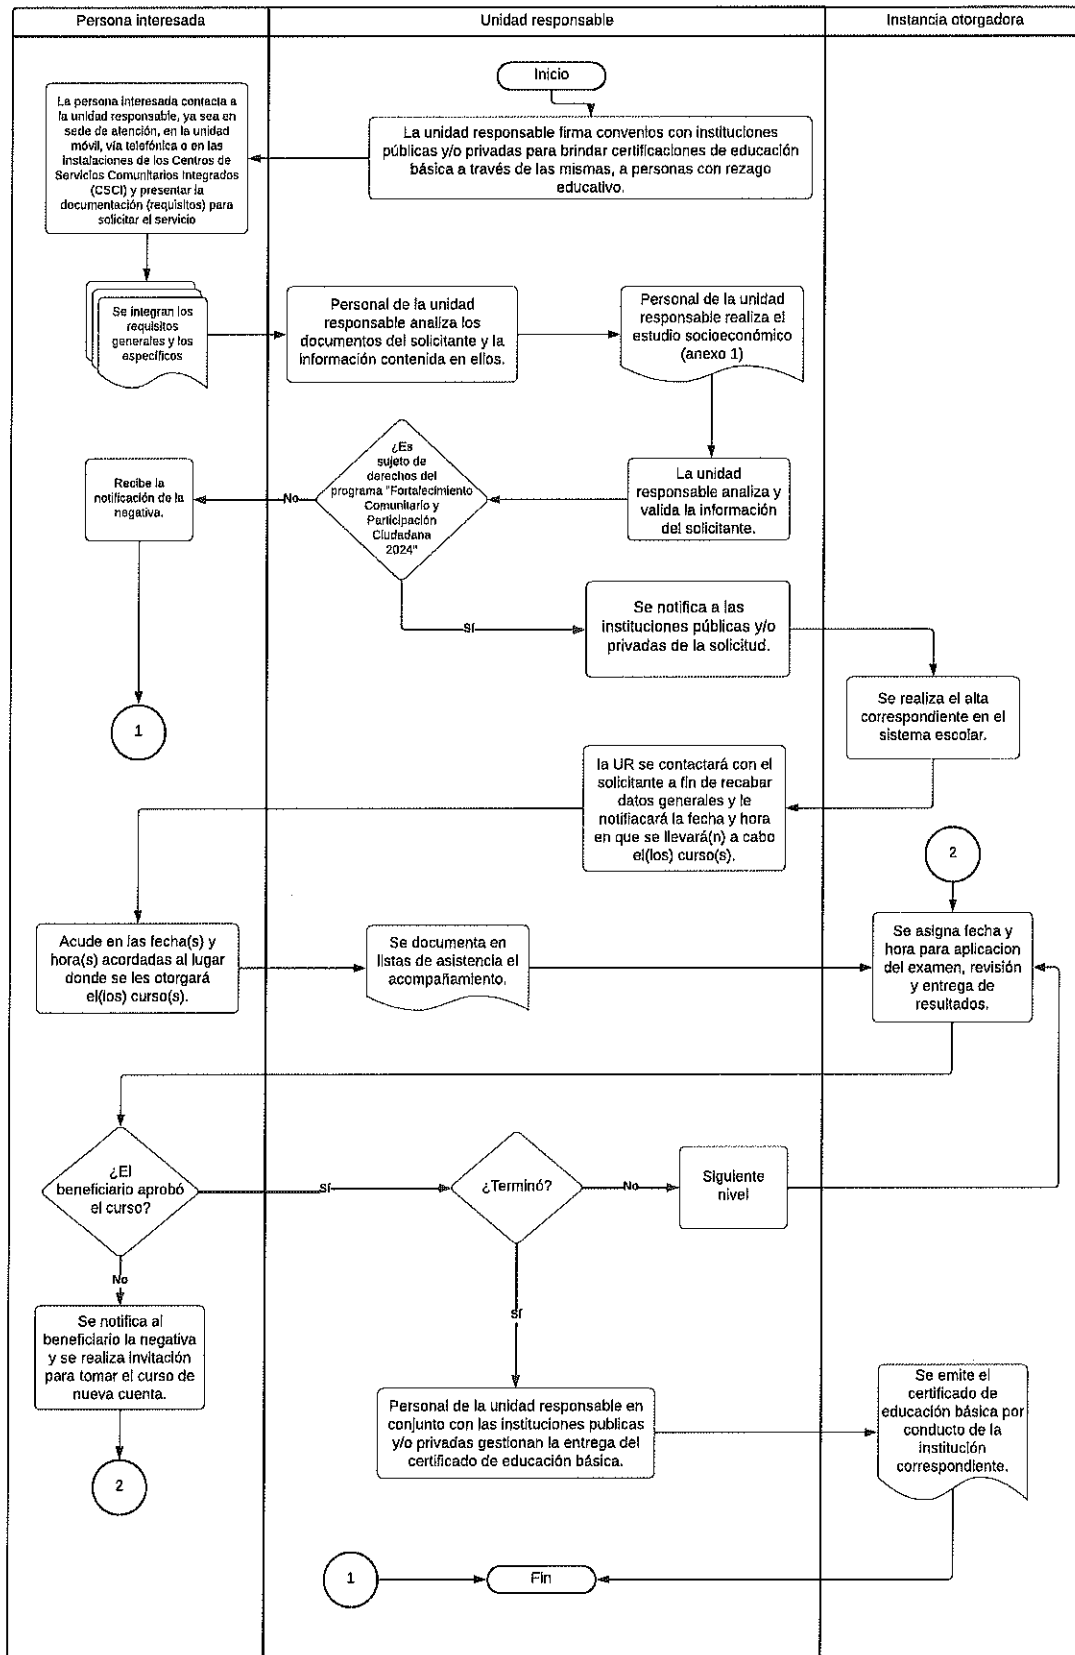 Persona interesada
Unidad responsable
Instancia otorgadora
Inicio
La persona interesada contacta a
la unidad responsable, ya sea en
sede de atención, en la unidad
móvil, vía telefónica o en las
instalaciones de los Centros de
Servicios Comunitarios Integrados
(CSCI) y presentar la
documentación (requisitos) para
solicitar el servicio
La unidad responsable firma convenios con instituciones
públicas y/o privadas para brindar certificaciones de educación
básica a través de las mismas, a personas con rezago
educativo.
Se integran los
requisitos
generales y los
específicos
Personal de la unidad
responsable analiza los
documentos del solicitante y la
información contenida en ellos.
Personal de la unidad
responsable realiza el
estudio socioeconómico
(anexo 1)
Recibe la
notificación de la
negativa.
No
¿Es
sujeto de
derechos del
programa "Fortalecimiento
Comunitario y
Participación
Ciudadana
2024"
La unidad
responsable analiza y
valida la información
del solicitante.
Sí
Se notifica a las
instituciones públicas y/o
privadas de la solicitud.
1
Se realiza el alta
correspondiente en el
sistema escolar.
la UR se contactará con el
solicitante a fin de recabar
datos generales y le
notifiacará la fecha y hora
en que se llevará(n) a cabo
el(los) curso(s).
2
Acude en las fecha(s) y
hora(s) acordadas al lugar
donde se les otorgará
el(los) curso(s).
Se documenta en
listas de asistencia el
acompañamiento.
Se asigna fecha y
hora para aplicacion
del examen, revisión
y entrega de
resultados.
¿El
beneficiario aprobó
el curso?
Sí
¿Terminó?
No
Siguiente
nivel
No
Sí
Se notifica al
beneficiario la negativa
y se realiza invitación
para tomar el curso de
nueva cuenta.
Personal de la unidad responsable en
conjunto con las instituciones publicas
y/o privadas gestionan la entrega del
certificado de educación básica.
Se emite el
certificado de
educación básica por
conducto de la
institución
correspondiente.
2
1
Fin